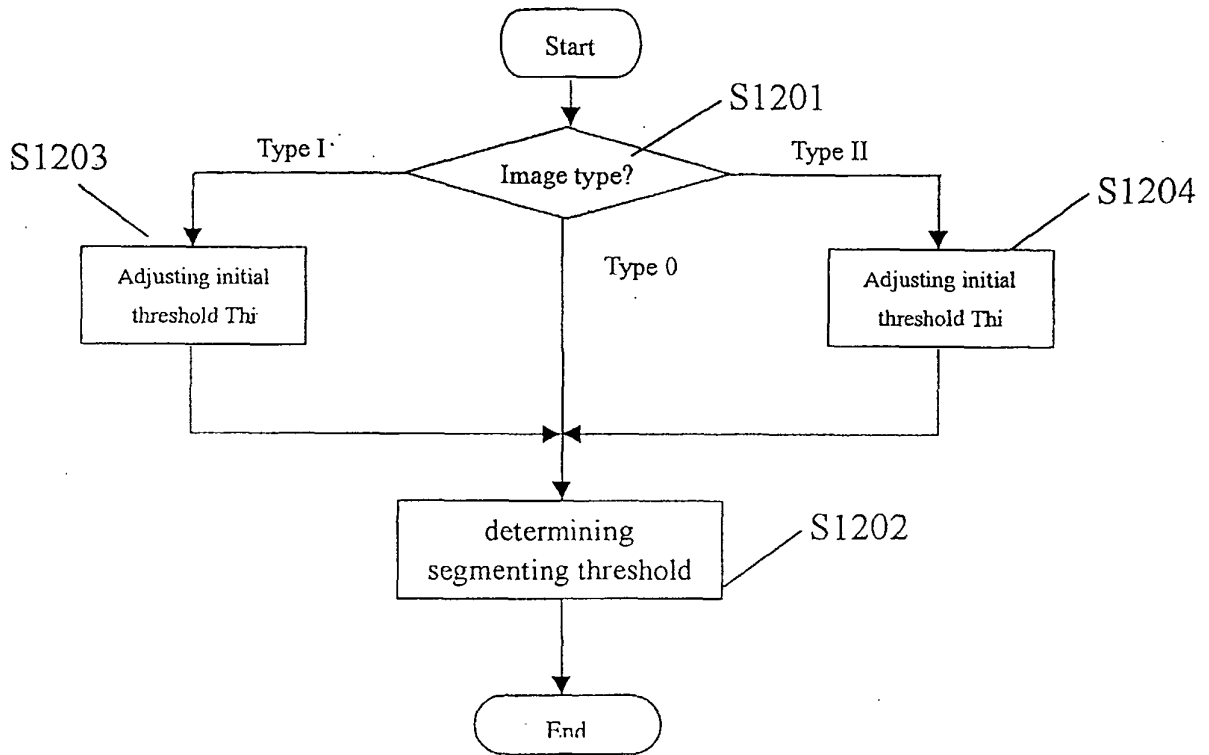 Start
S1201
Type I
Type II
S1203
Image type?
S1204
Adjusting initial
threshold Thi
Type 0
Adjusting initial
threshold Thi
determining
segmenting threshold
S1202
End